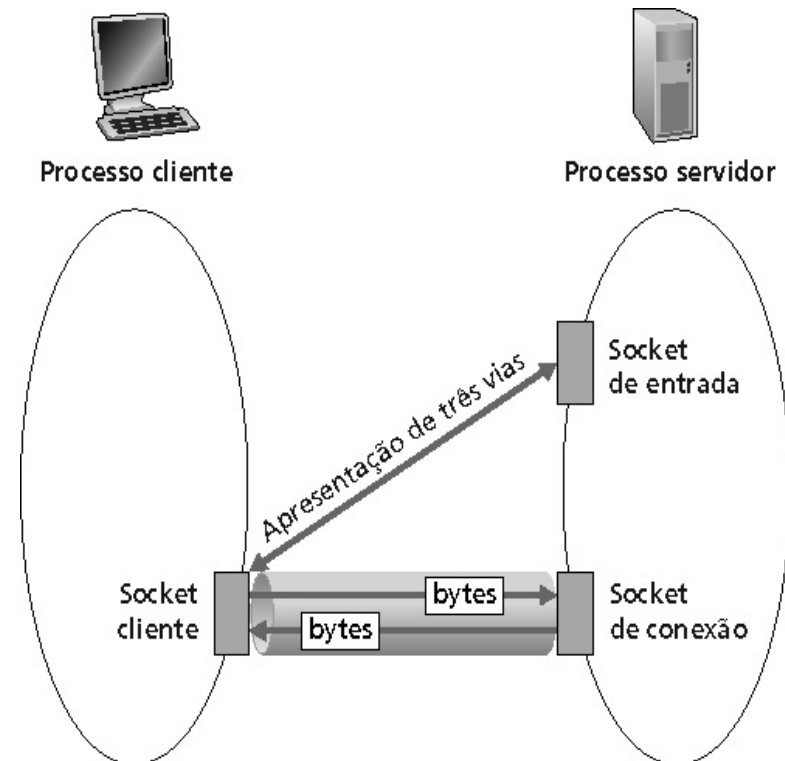 Processo cliente
Processo servidor
Socket
de entrada
Apresentação de três vias
Socket
cliente
bytes
bytes
Socket
de conexão